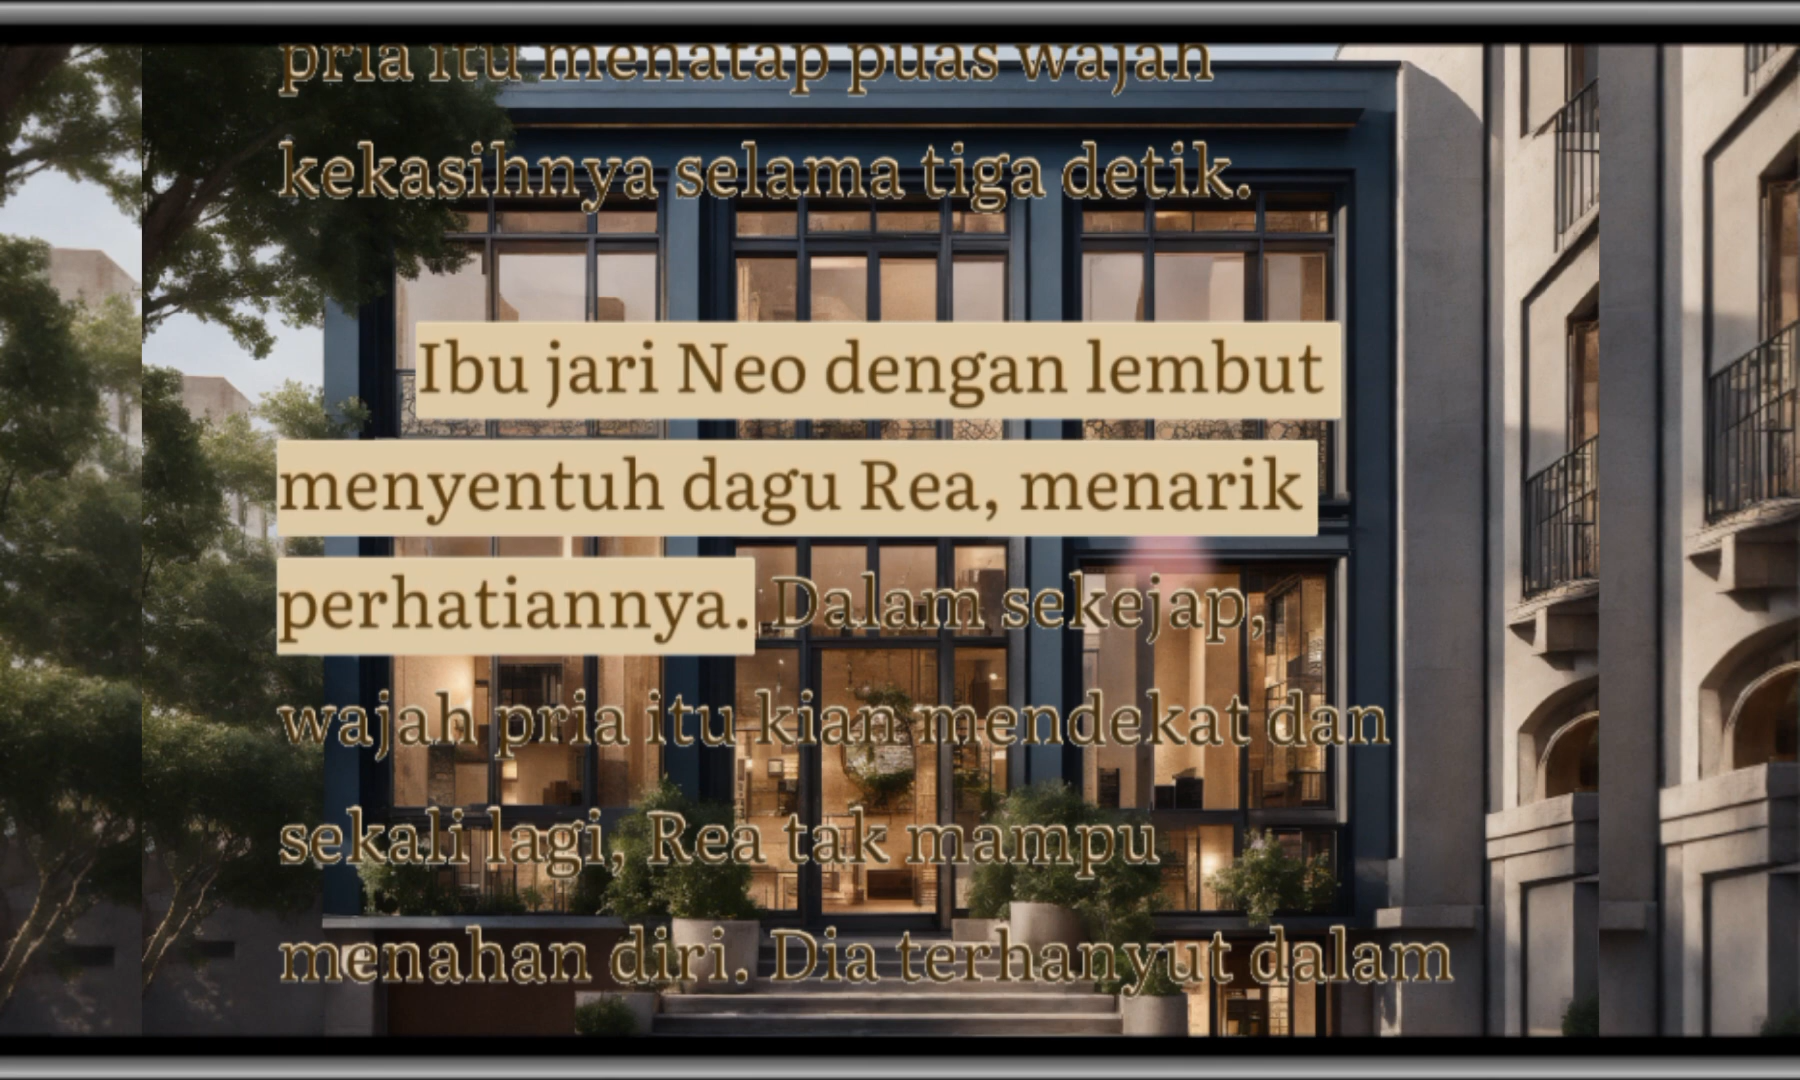 pria itu menatap puas wajah
kekasihnya selama tiga detik.
Ibu jari Neo dengan lembut
menyentuh dagu Rea, menarik
perhatiannya. Dalam sekejap,
wajah pria itu kian mendekat dan
sekali lagi, Rea tak mampu
menahan diri. Dia terhanyut dalam